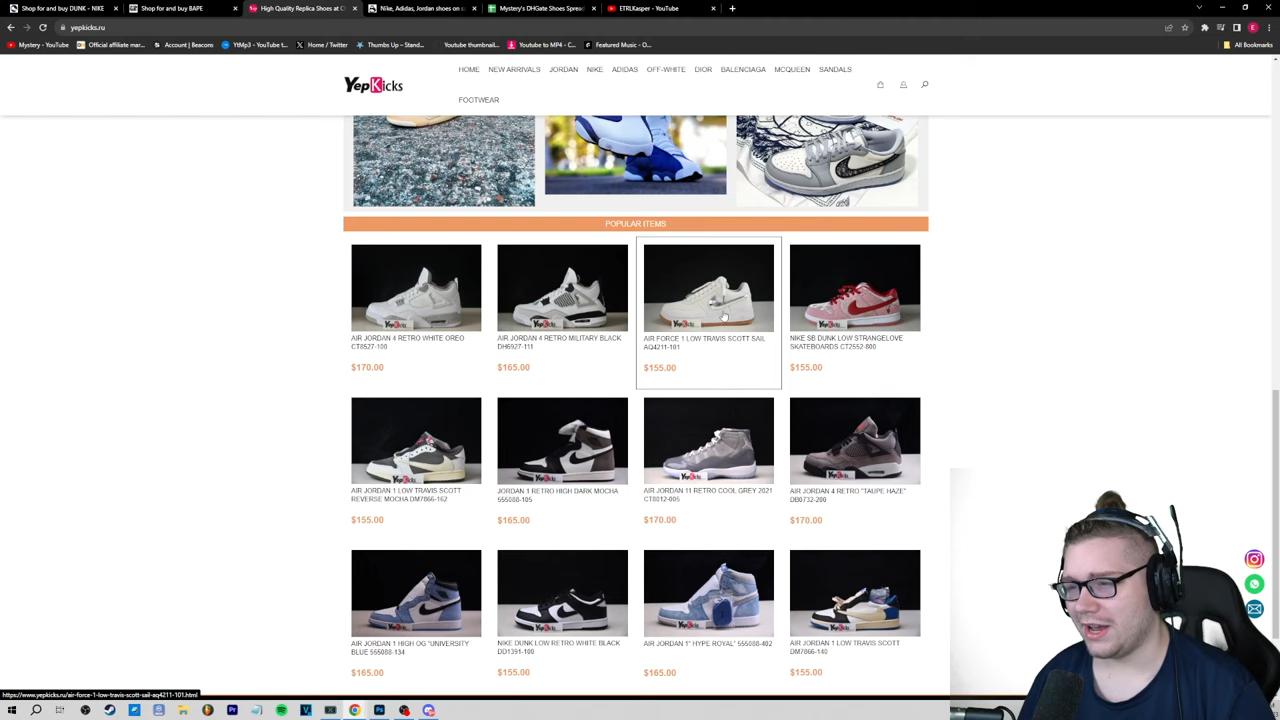 Shop for and buy DUNK - NIKE
Shop for and buy BAPE
High Quality Replica Shoes at Ch
Nike, Adidas, Jordan shoes on s
Mystery's DHGate Shoes Spread
ETRLKasper - YouTube
yepkicks.ru
Mystery - YouTube
Official affiliate mar...
Account | Beacons
YtMp3 - YouTube t...
Home / Twitter
Thumbs Up – Stand...
Youtube thumbnail...
Youtube to MP4 - C...
Featured Music - O...
All Bookmarks
YepKicks
HOME NEW ARRIVALS JORDAN NIKE ADIDAS OFF-WHITE DIOR BALENCIAGA MCQUEEN SANDALS
FOOTWEAR
POPULAR ITEMS
AIR JORDAN 4 RETRO WHITE OREO
CT8527-100
$170.00
AIR JORDAN 4 RETRO MILITARY BLACK
DH6927-111
$165.00
AIR FORCE 1 LOW TRAVIS SCOTT SAIL
AQ4211-101
$155.00
NIKE SB DUNK LOW STRANGELOVE
SKATEBOARDS CT2552-800
$155.00
AIR JORDAN 1 LOW TRAVIS SCOTT
REVERSE MOCHA DM7866-162
$155.00
JORDAN 1 RETRO HIGH DARK MOCHA
555088-105
$165.00
AIR JORDAN 11 RETRO COOL GREY 2021
CT8012-005
$170.00
AIR JORDAN 4 RETRO "TAUPE HAZE"
DB0732-200
$170.00
AIR JORDAN 1 HIGH OG "UNIVERSITY
BLUE 555088-134
$165.00
NIKE DUNK LOW RETRO WHITE BLACK
DD1391-100
$155.00
AIR JORDAN 1" HYPE ROYAL" 555088-402
$165.00
AIR JORDAN 1 LOW TRAVIS SCOTT
DM7866-140
$155.00
https://www.yepkicks.ru/air-force-1-low-travis-scott-sail-aq4211-101.html